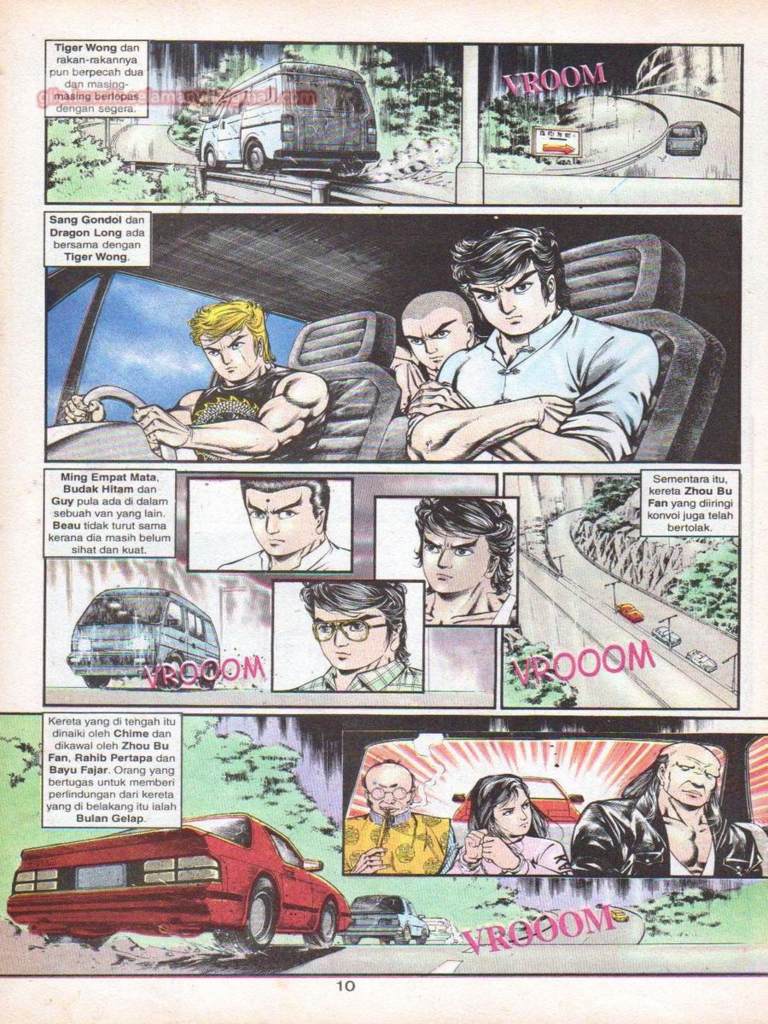 Tiger Wong dan
rakan-rakannya
pun berpecah dua
dan masing-
masing berlepas
dengan segera.
VROOM
Sang Gondol dan
Dragon Long ada
bersama dengan
Tiger Wong.
Ming Empat Mata,
Budak Hitam dan
Guy pula ada di dalam
sebuah van yang lain.
Beau tidak turut sama
kerana dia masih belum
sihat dan kuat.
VROOOM
Sementara itu,
kereta Zhou Bu
Fan yang diiringi
konvoi juga telah
bertolak.
VROOOM
Kereta yang di tengah itu
dinaiki oleh Chime dan
dikawal oleh Zhou Bu
Fan, Rahib Pertapa dan
Bayu Fajar. Orang yang
bertugas untuk memberi
perlindungan dari kereta
yang di belakang itu ialah
Bulan Gelap.
VROOOM
10